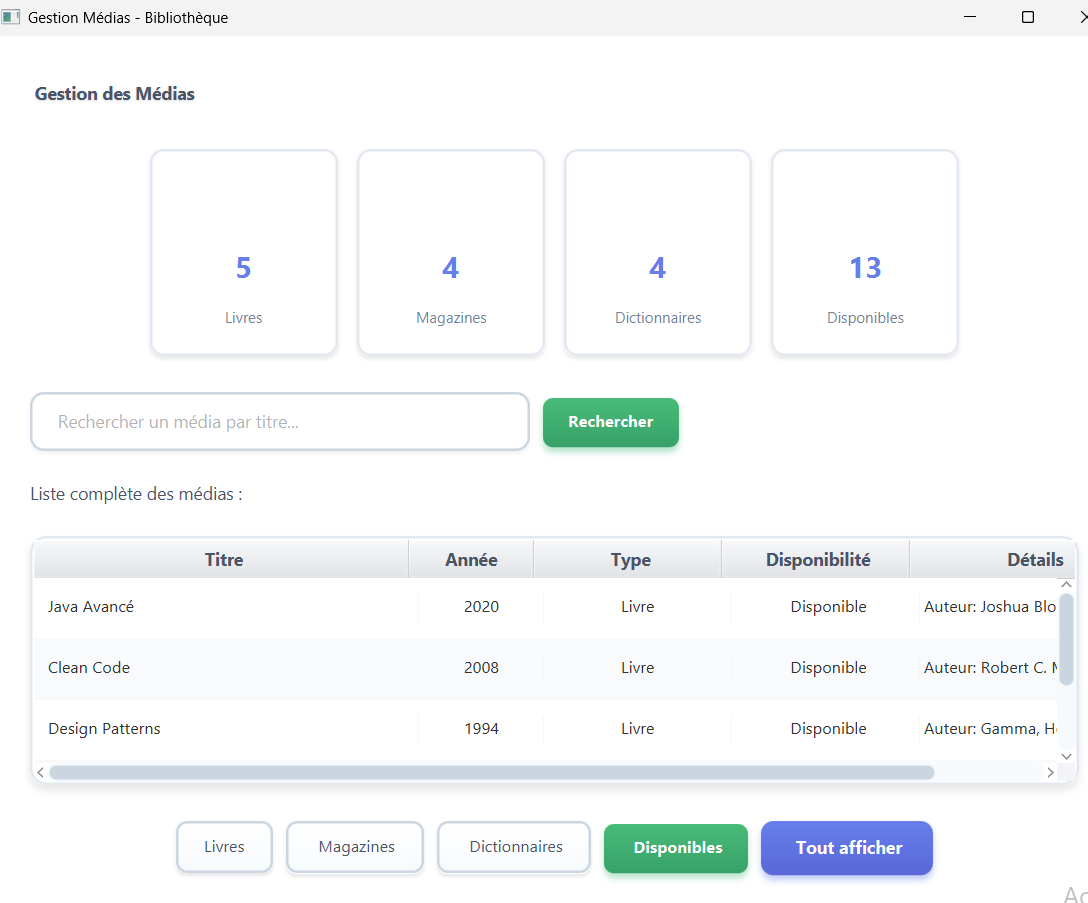 Gestion Médias - Bibliothèque
Gestion des Médias
5 4 4 13
Livres Magazines Dictionnaires Disponibles
Rechercher un média par titre... Rechercher
Liste complète des médias :
Titre Année Type Disponibilité Détails
Java Avancé 2020 Livre Disponible Auteur: Joshua Blo
Clean Code 2008 Livre Disponible Auteur: Robert C.
Design Patterns 1994 Livre Disponible Auteur: Gamma,
Livres Magazines Dictionnaires Disponibles Tout afficher